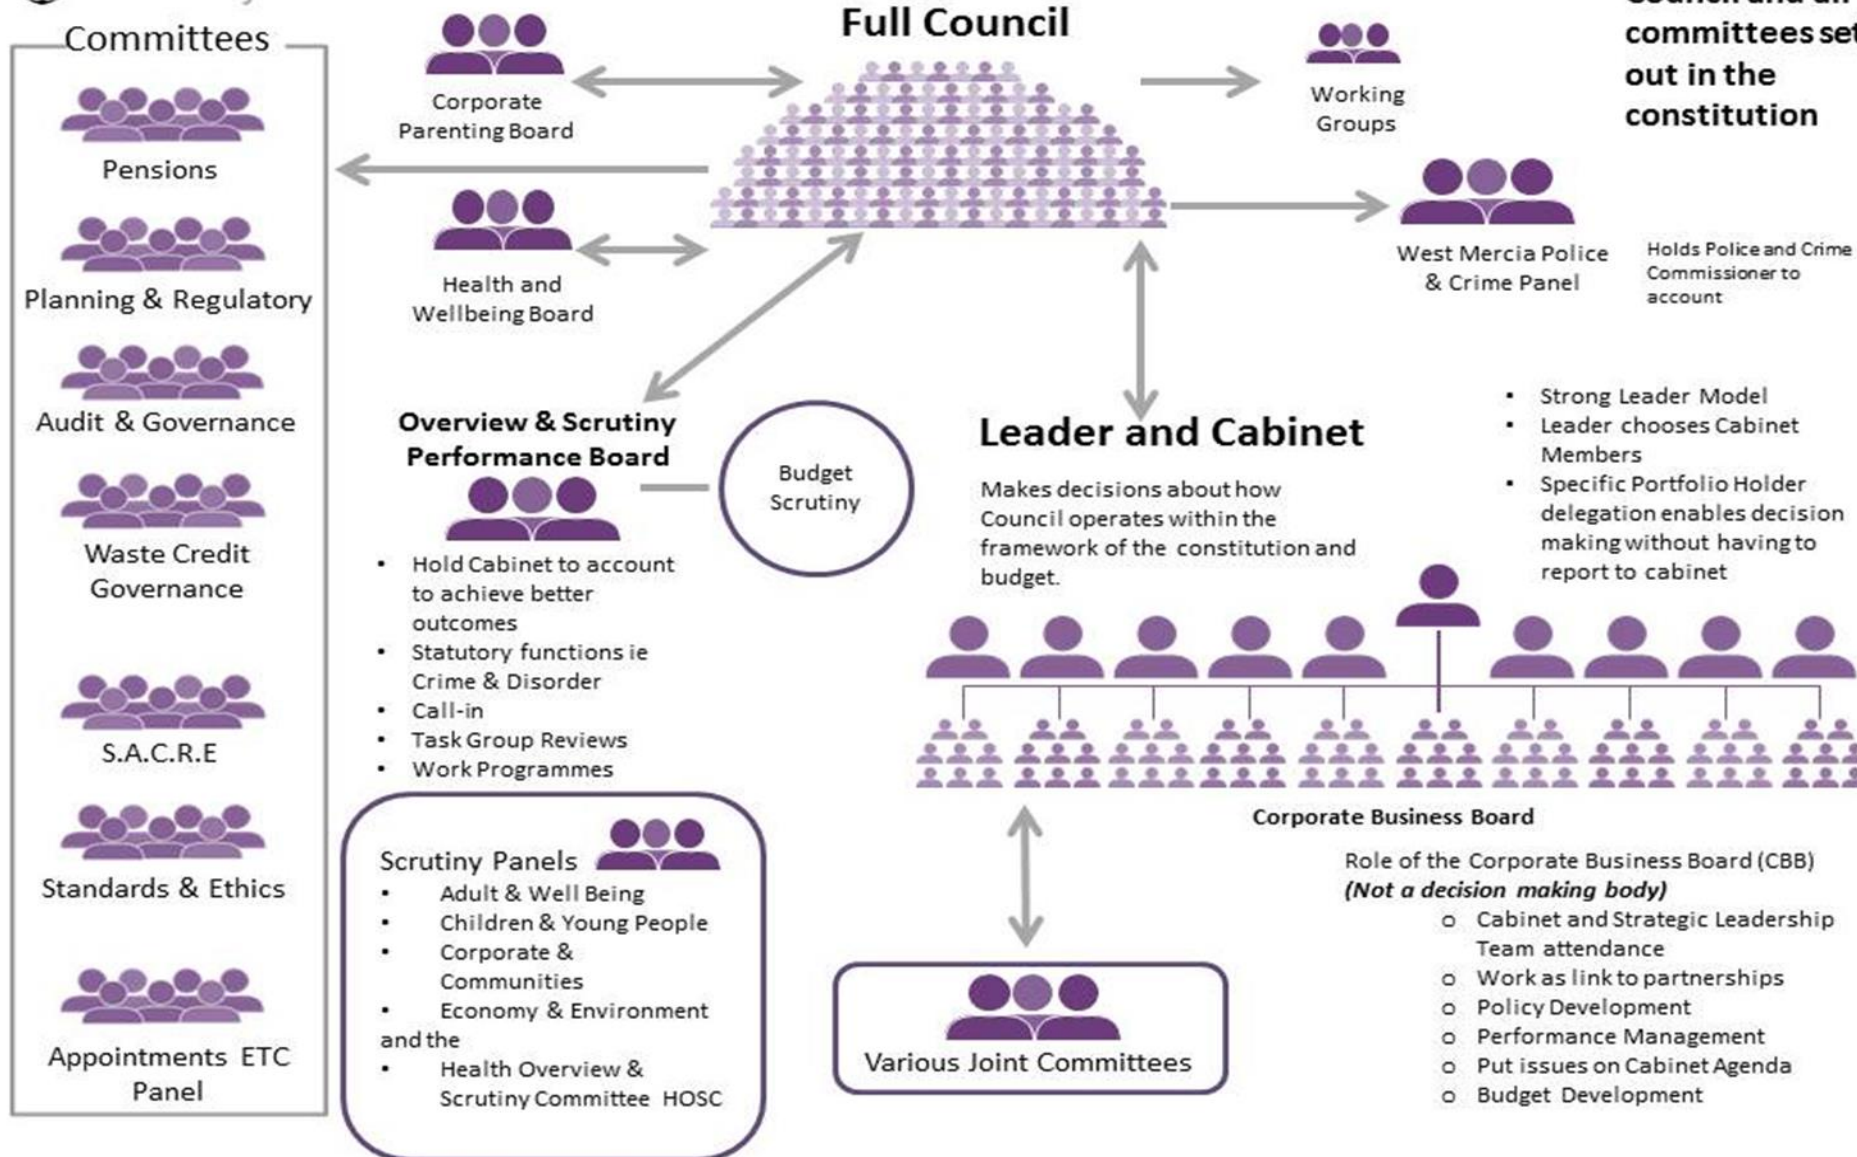 Committees
Pensions
Planning & Regulatory
Audit & Governance
Waste Credit
Governance
S.A.C.R.E
Standards & Ethics
Appointments ETC
Panel
Corporate
Parenting Board
Health and
Wellbeing Board
Full Council
Working
Groups
committees set
out in the
constitution
West Mercia Police
& Crime Panel
Holds Police and Crime
Commissioner to
account
Overview & Scrutiny
Performance Board
Budget
Scrutiny
• Hold Cabinet to account
to achieve better
outcomes
• Statutory functions ie
Crime & Disorder
• Call-in
• Task Group Reviews
• Work Programmes
Scrutiny Panels
• Adult & Well Being
• Children & Young People
• Corporate &
Communities
• Economy & Environment
and the
• Health Overview &
Scrutiny Committee HOSC
Leader and Cabinet
Makes decisions about how
Council operates within the
framework of the constitution and
budget.
• Strong Leader Model
• Leader chooses Cabinet
Members
• Specific Portfolio Holder
delegation enables decision
making without having to
report to cabinet
Various Joint Committees
Corporate Business Board
Role of the Corporate Business Board (CBB)
(Not a decision making body)
o Cabinet and Strategic Leadership
Team attendance
o Work as link to partnerships
o Policy Development
o Performance Management
o Put issues on Cabinet Agenda
o Budget Development